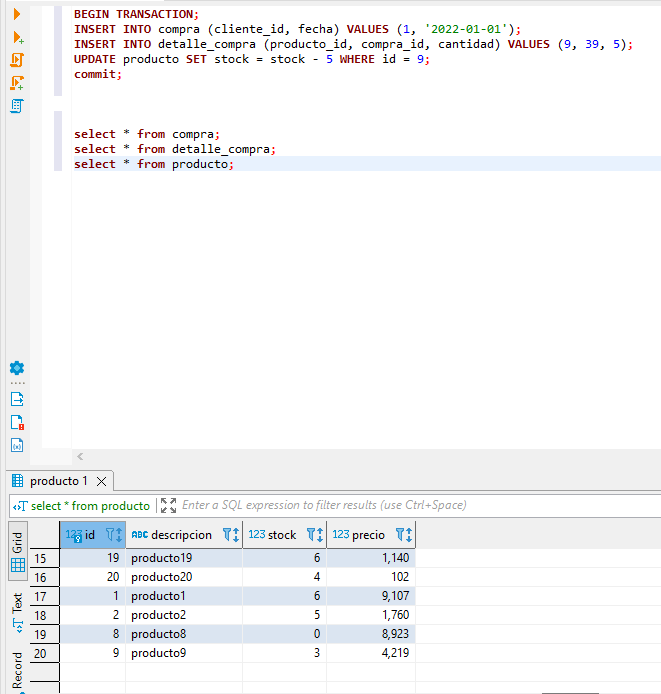 BEGIN TRANSACTION;
INSERT INTO compra (cliente_id, fecha) VALUES (1, '2022-01-01');
INSERT INTO detalle_compra (producto_id, compra_id, cantidad) VALUES (9, 39, 5);
UPDATE producto SET stock = stock - 5 WHERE id = 9;
commit;
select * from compra;
select * from detalle_compra;
select * from producto;
producto 1
select * from producto Enter a SQL expression to filter results (use Ctrl+Space)
Grid
Text
Record
123 id ABC descripcion 123 stock 123 precio
15 19 producto19 6 1,140
16 20 producto20 4 102
17 1 producto1 6 9,107
18 2 producto2 5 1,760
19 8 producto8 0 8,923
20 9 producto9 3 4,219